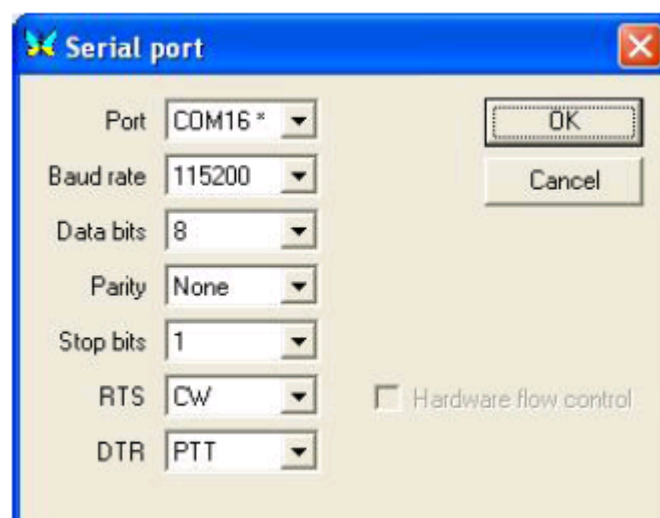 Serial port
Port COM16 * OK
Baud rate 115200 Cancel
Data bits 8
Parity None
Stop bits 1
RTS CW Hardware flow control
DTR PTT